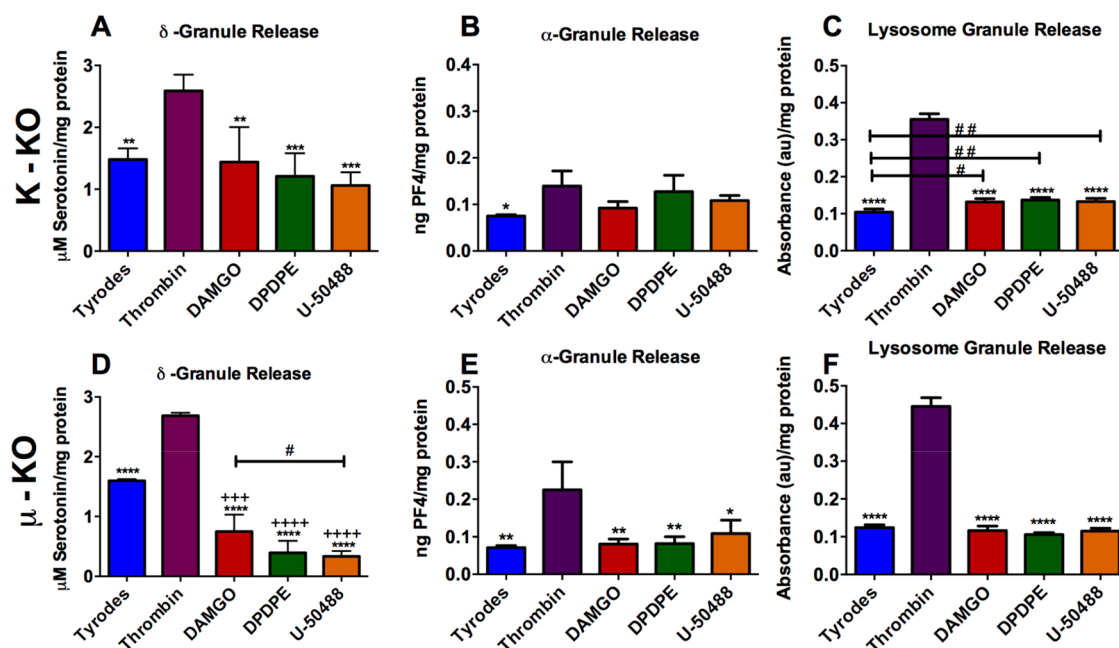 K - KO
A
δ -Granule Release
μM Serotonin/mg protein
3
2
1
0
**
**
***
***
Tyrodes
Thrombin
DAMGO
DPDPE
U-50488
B
α-Granule Release
ng PF4/mg protein
0.4
0.3
0.2
0.1
0.0
*
Tyrodes
Thrombin
DAMGO
DPDPE
U-50488
C
Lysosome Granule Release
Absorbance (au)/mg protein
0.5
0.4
0.3
0.2
0.1
0.0
# #
##
#
****
****
****
****
Tyrodes
Thrombin
DAMGO
DPDPE
U-50488
μ - KO
D
δ -Granule Release
μM Serotonin/mg protein
3
2
1
0
#
****
+++
****
++++
****
++++
****
Tyrodes
Thrombin
DAMGO
DPDPE
U-50488
E
α-Granule Release
ng PF4/mg protein
0.5
0.4
0.3
0.2
0.1
0.0
**
**
**
*
Tyrodes
Thrombin
DAMGO
DPDPE
U-50488
F
Lysosome Granule Release
Absorbance (au)/mg protein
0.5
0.4
0.3
0.2
0.1
0.0
****
****
****
****
Tyrodes
Thrombin
DAMGO
DPDPE
U-50488